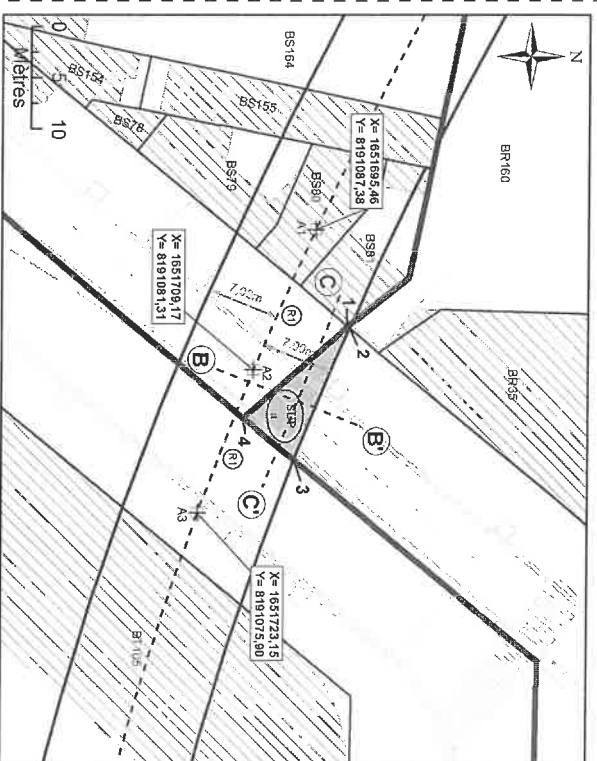 N
BR160
BR35
BS164
BS155
BS154
BS78
BS79
BS80
BS81
X= 1651695,46
Y= 8191087,38
A1
C
1
2
7,00m
7,00m
R1
X= 1651709,17
Y= 8191081,31
A2
B
B'
3
4
R1
C'
A3
X= 1651723,15
Y= 8191075,90
BT105
0
5
10
Mètres